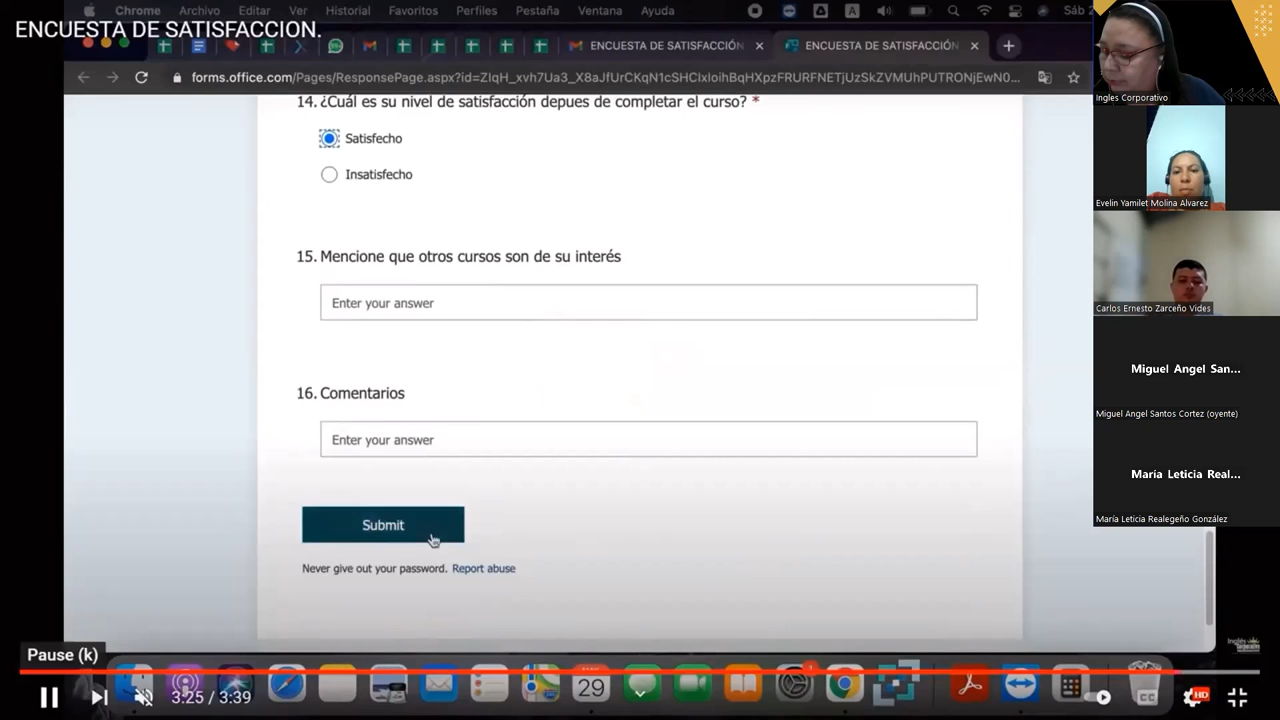 Chrome Archivo Editar Ver Historial Favoritos Perfiles Pestaña Ventana Ayuda
ENCUESTA DE SATISFACCION.
ENCUESTA DE SATISFACCIÓN
ENCUESTA DE SATISFACCIÓN
forms.office.com/Pages/ResponsePage.aspx?id=ZIqH_xvh7Ua3_X8aJfUrCKqN1cSHClxloihBqHXpzFRURFNETjUzSkZVMUhPUTRONjEwN0...
14. ¿Cuál es su nivel de satisfacción depues de completar el curso? *
Satisfecho
Insatisfecho
15. Mencione que otros cursos son de su interés
Enter your answer
16. Comentarios
Enter your answer
Submit
Never give out your password. Report abuse
Pause (k)
3:25 / 3:39
29
HD
Ingles Corporativo
Evelin Yamilet Molina Alvarez
Carlos Ernesto Zarceño Vides
Miguel Angel San...
Miguel Angel Santos Cortez (oyente)
Maria Leticia Real...
María Leticia Realegeño González